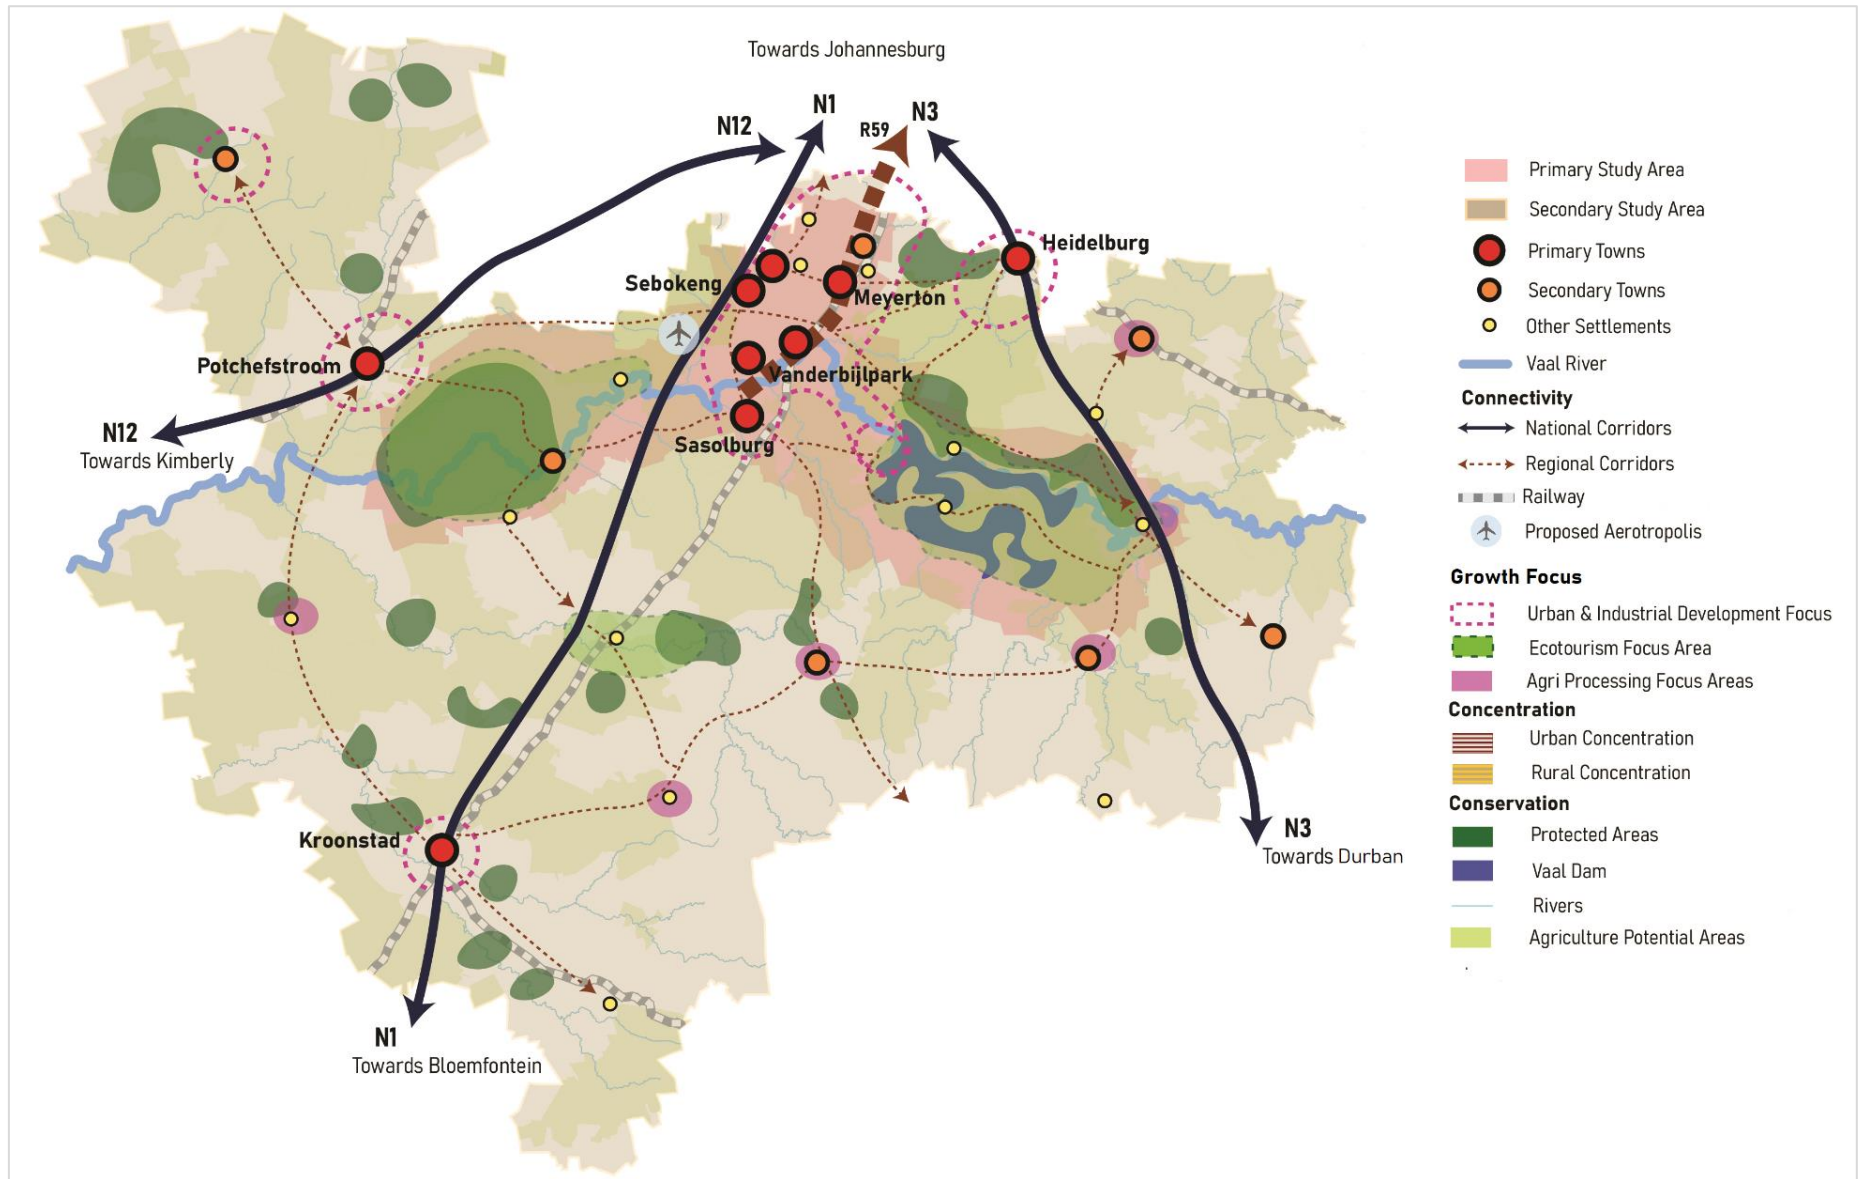 Towards Johannesburg
N1
N3
N12
R59
Heidelburg
Sebokeng
Meyerton
Potchefstroom
Vanderbijlpark
N12
Towards Kimberly
Sasolburg
Kroonstad
N3
Towards Durban
N1
Towards Bloemfontein
Primary Study Area
Secondary Study Area
Primary Towns
Secondary Towns
Other Settlements
Vaal River
Connectivity
National Corridors
Regional Corridors
Railway
Proposed Aerotropolis
Growth Focus
Urban & Industrial Development Focus
Ecotourism Focus Area
Agri Processing Focus Areas
Concentration
Urban Concentration
Rural Concentration
Conservation
Protected Areas
Vaal Dam
Rivers
Agriculture Potential Areas